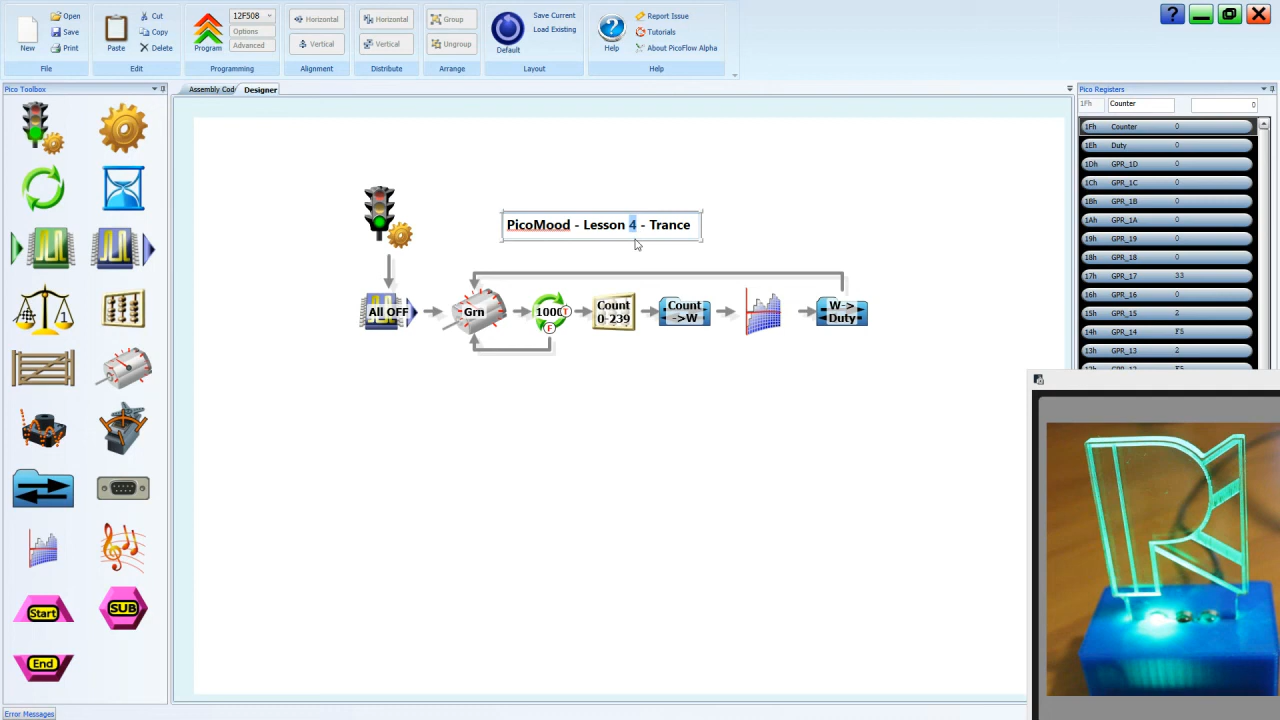 Open
Save
Print
New
File
Cut
Copy
Delete
Paste
Edit
12F508
Options
Advanced
Program
Programming
Horizontal
Vertical
Alignment
Horizontal
Vertical
Distribute
Group
Ungroup
Arrange
Save Current
Load Existing
Default
Layout
Report Issue
Tutorials
About PicoFlow Alpha
Help
Help
?
Pico Toolbox
1
Start
SUB
End
Error Messages
Assembly Cod
Designer
PicoMood - Lesson 4 - Trance
All OFF
Grn
1000
T
F
Count
0-239
Count
->W
W->
Duty
Pico Registers
1Fh Counter 0
1Fh Counter 0
1Eh Duty 0
1Dh GPR_1D 0
1Ch GPR_1C 0
1Bh GPR_1B 0
1Ah GPR_1A 0
19h GPR_19 0
18h GPR_18 0
17h GPR_17 33
16h GPR_16 0
15h GPR_15 2
14h GPR_14 F5
13h GPR_13 2